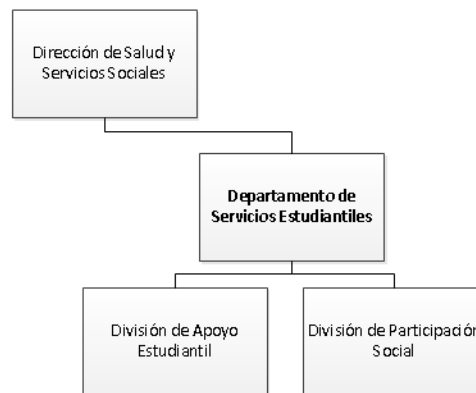 Dirección de Salud y
Servicios Sociales
Departamento de
Servicios Estudiantiles
División de Apoyo
Estudiantil
División de Participación
Social